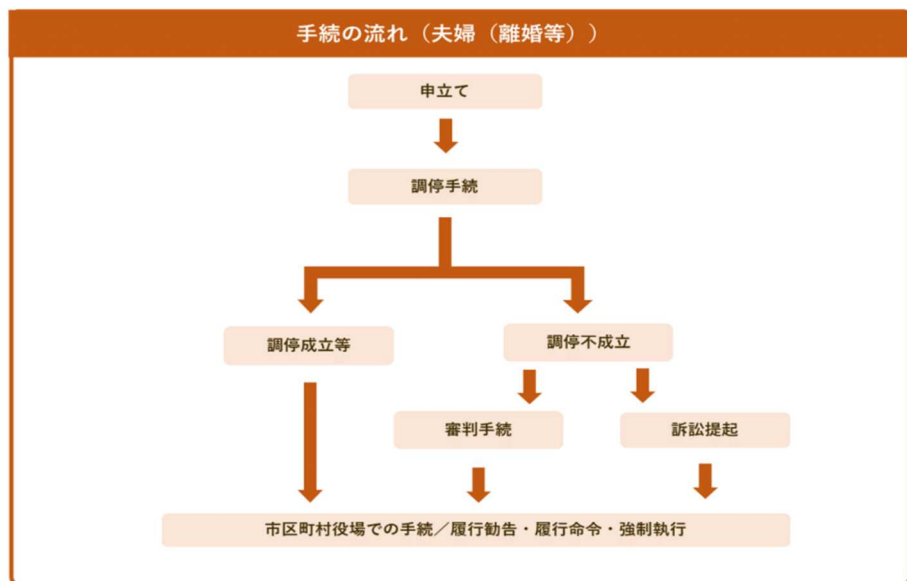 手続の流れ（夫婦（離婚等））
申立て
調停手続
調停成立等
調停不成立
審判手続
訴訟提起
市区町村役場での手続／履行勧告・履行命令・強制執行